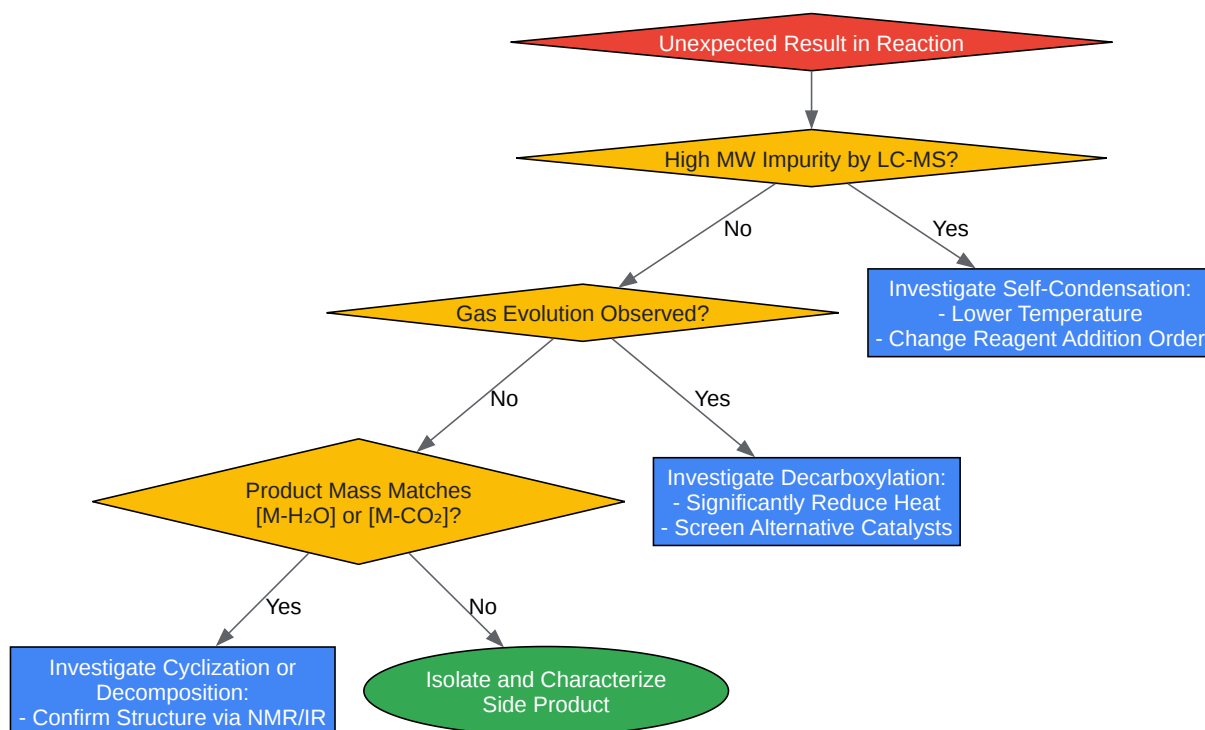 Unexpected Result in Reaction
High MW Impurity by LC-MS?
No
Yes
Investigate Self-Condensation:
- Lower Temperature
- Change Reagent Addition Order
Gas Evolution Observed?
No
Yes
Product Mass Matches
[M-H₂O] or [M-CO₂]?
Investigate Decarboxylation:
- Significantly Reduce Heat
- Screen Alternative Catalysts
Yes
No
Investigate Cyclization or
Decomposition:
- Confirm Structure via NMR/IR
Isolate and Characterize
Side Product